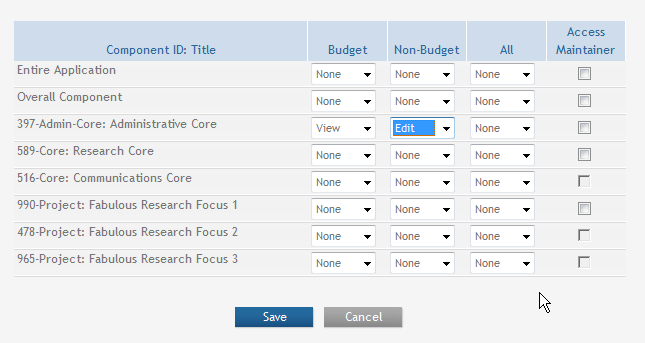 Component ID: Title Budget Non-Budget All Access Maintainer
Entire Application None None None
Overall Component None None None
397-Admin-Core: Administrative Core View Edit None
589-Core: Research Core None None None
516-Core: Communications Core None None None
990-Project: Fabulous Research Focus 1 None None None
478-Project: Fabulous Research Focus 2 None None None
965-Project: Fabulous Research Focus 3 None None None
Save Cancel